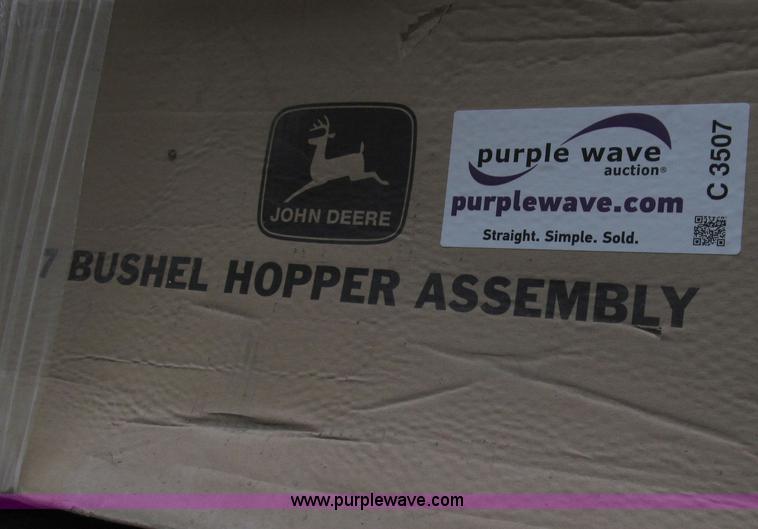 JOHN DEERE
7 BUSHEL HOPPER ASSEMBLY
purple wave
auction®
purplewave.com
Straight. Simple. Sold.
C 3507
www.purplewave.com